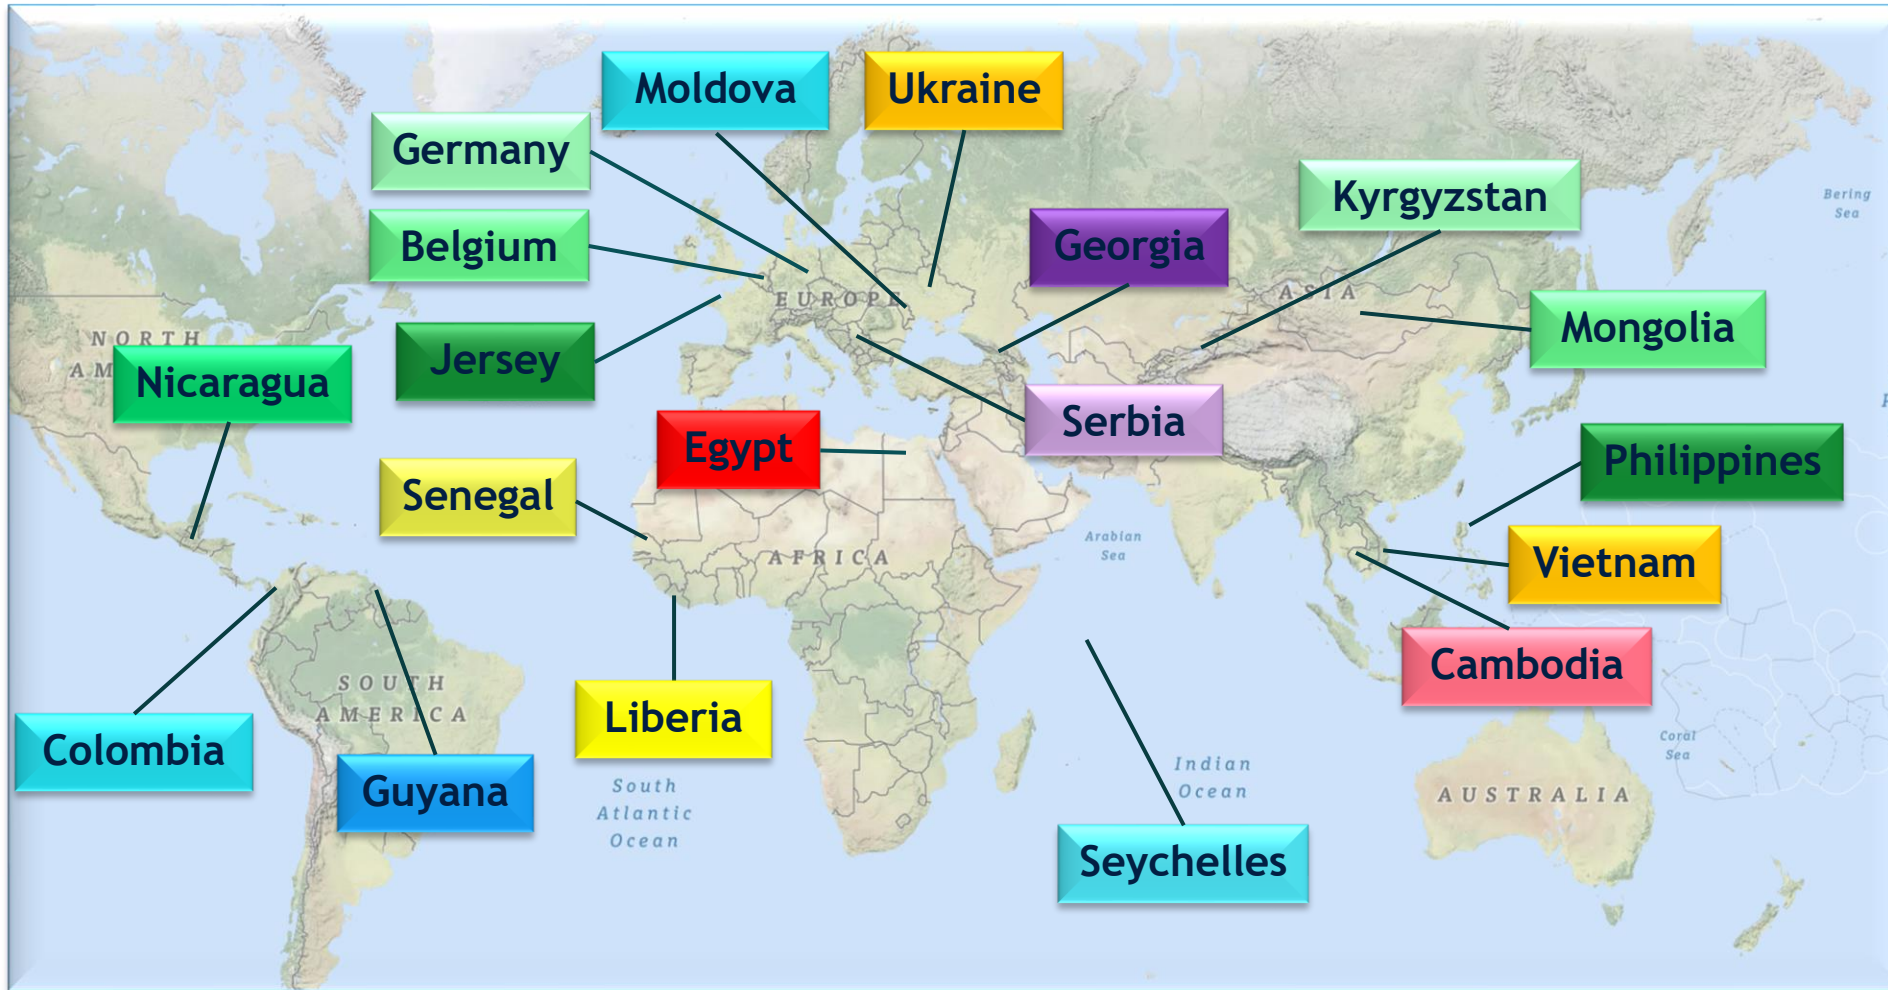 Moldova
Ukraine
Germany
Kyrgyzstan
Bering
Sea
Belgium
Georgia
EUROPE
ASIA
NORTH
AM
Mongolia
Jersey
Nicaragua
Serbia
Egypt
Philippines
Senegal
Arabian
Sea
AFRICA
Vietnam
Cambodia
SOUTH
AMERICA
Liberia
Colombia
Coral
Sea
Guyana
Indian
Ocean
South
Atlantic
Ocean
AUSTRALIA
Seychelles